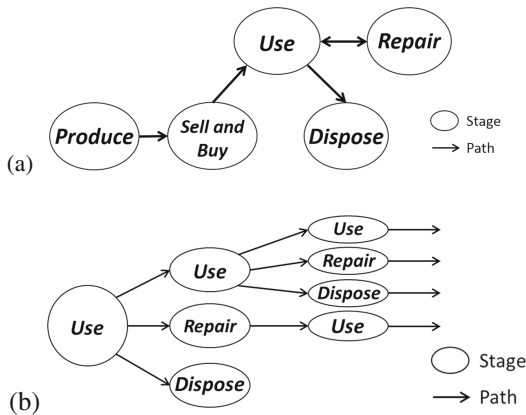 Use
Repair
Produce
Sell and
Buy
Dispose
Stage
Path
(a)
Use
Use
Repair
Dispose
Use
Repair
Dispose
Use
Stage
Path
(b)